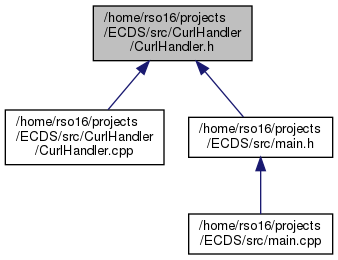 /home/rso16/projects
/ECDS/src/CurlHandler
/CurlHandler.h
/home/rso16/projects
/ECDS/src/CurlHandler
/CurlHandler.cpp
/home/rso16/projects
/ECDS/src/main.h
/home/rso16/projects
/ECDS/src/main.cpp